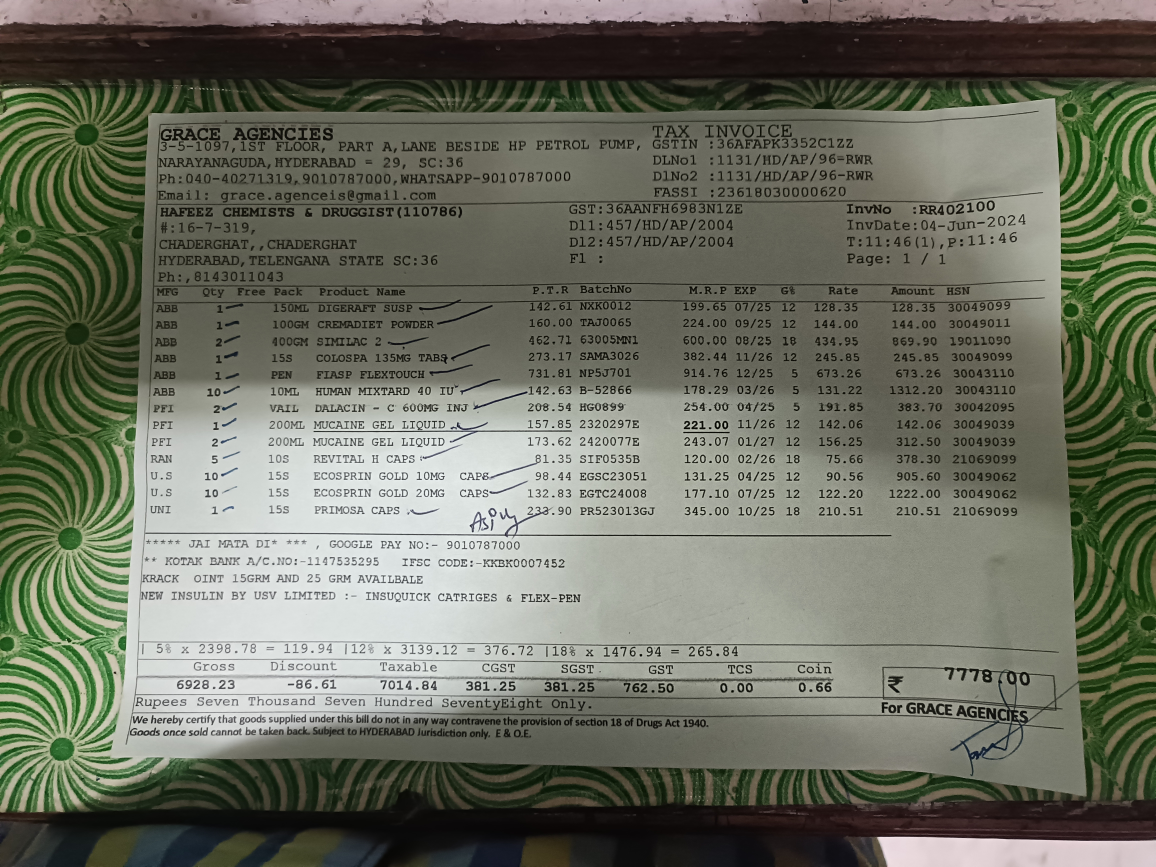 GRACE AGENCIES
3-5-1097,1ST FLOOR, PART A,LANE BESIDE HP PETROL PUMP,
NARAYANAGUDA,HYDERABAD = 29, SC:36
Ph:040-40271319,9010787000,WHATSAPP-9010787000
Email: grace.agenceis@gmail.com
TAX INVOICE
GSTIN :36AFAPK3352C1ZZ
DLNo1 :1131/HD/AP/96-RWR
DlNo2 :1131/HD/AP/96-RWR
FASSI :23618030000620
HAFEEZ CHEMISTS & DRUGGIST(110786)
#:16-7-319,
CHADERGHAT,,CHADERGHAT
HYDERABAD,TELENGANA STATE SC:36
Ph:,8143011043
GST:36AANFH6983N1ZE
Dl1:457/HD/AP/2004
Dl2:457/HD/AP/2004
Fl :
InvNo :RR402100
InvDate:04-Jun-2024
T:11:46(1),P:11:46
Page: 1 / 1
MFG Qty Free Pack Product Name P.T.R BatchNo M.R.P EXP G% Rate Amount HSN
ABB 1 150ML DIGERAFT SUSP 142.61 NXK0012 199.65 07/25 12 128.35 128.35 30049099
ABB 1 100GM CREMADIET POWDER 160.00 TAJ0065 224.00 09/25 12 144.00 144.00 30049011
ABB 2 400GM SIMILAC 2 462.71 63005MN1 600.00 08/25 18 434.95 869.90 19011090
ABB 1 15S COLOSPA 135MG TABS 273.17 SAMA3026 382.44 11/26 12 245.85 245.85 30049099
ABB 1 PEN FIASP FLEXTOUCH 731.81 NP5J701 914.76 12/25 5 673.26 673.26 30043110
ABB 10 10ML HUMAN MIXTARD 40 IU 142.63 B-52866 178.29 03/26 5 131.22 1312.20 30043110
PFI 2 VAIL DALACIN - C 600MG INJ 208.54 HG0899 254.00 04/25 5 191.85 383.70 30042095
PFI 1 200ML MUCAINE GEL LIQUID 157.85 2320297E 221.00 11/26 12 142.06 142.06 30049039
PFI 2 200ML MUCAINE GEL LIQUID 173.62 2420077E 243.07 01/27 12 156.25 312.50 30049039
RAN 5 10S REVITAL H CAPS 81.35 SIF0535B 120.00 02/26 18 75.66 378.30 21069099
U.S 10 15S ECOSPRIN GOLD 10MG CAPS 98.44 EGSC23051 131.25 04/25 12 90.56 905.60 30049062
U.S 10 15S ECOSPRIN GOLD 20MG CAPS 132.83 EGTC24008 177.10 07/25 12 122.20 1222.00 30049062
UNI 1 15S PRIMOSA CAPS 233.90 PR523013GJ 345.00 10/25 18 210.51 210.51 21069099
***** JAI MATA DI* *** , GOOGLE PAY NO:- 9010787000
** KOTAK BANK A/C.NO:-1147535295 IFSC CODE:-KKBK0007452
KRACK OINT 15GRM AND 25 GRM AVAILBALE
NEW INSULIN BY USV LIMITED :- INSUQUICK CATRIGES & FLEX-PEN
| 5% x 2398.78 = 119.94 |12% x 3139.12 = 376.72 |18% x 1476.94 = 265.84
Gross Discount Taxable CGST SGST GST TCS Coin
6928.23 -86.61 7014.84 381.25 381.25 762.50 0.00 0.66
₹ 7778.00
Rupees Seven Thousand Seven Hundred SeventyEight Only.
For GRACE AGENCIES
We hereby certify that goods supplied under this bill do not in any way contravene the provision of section 18 of Drugs Act 1940.
Goods once sold cannot be taken back. Subject to HYDERABAD Jurisdiction only. E & O.E.